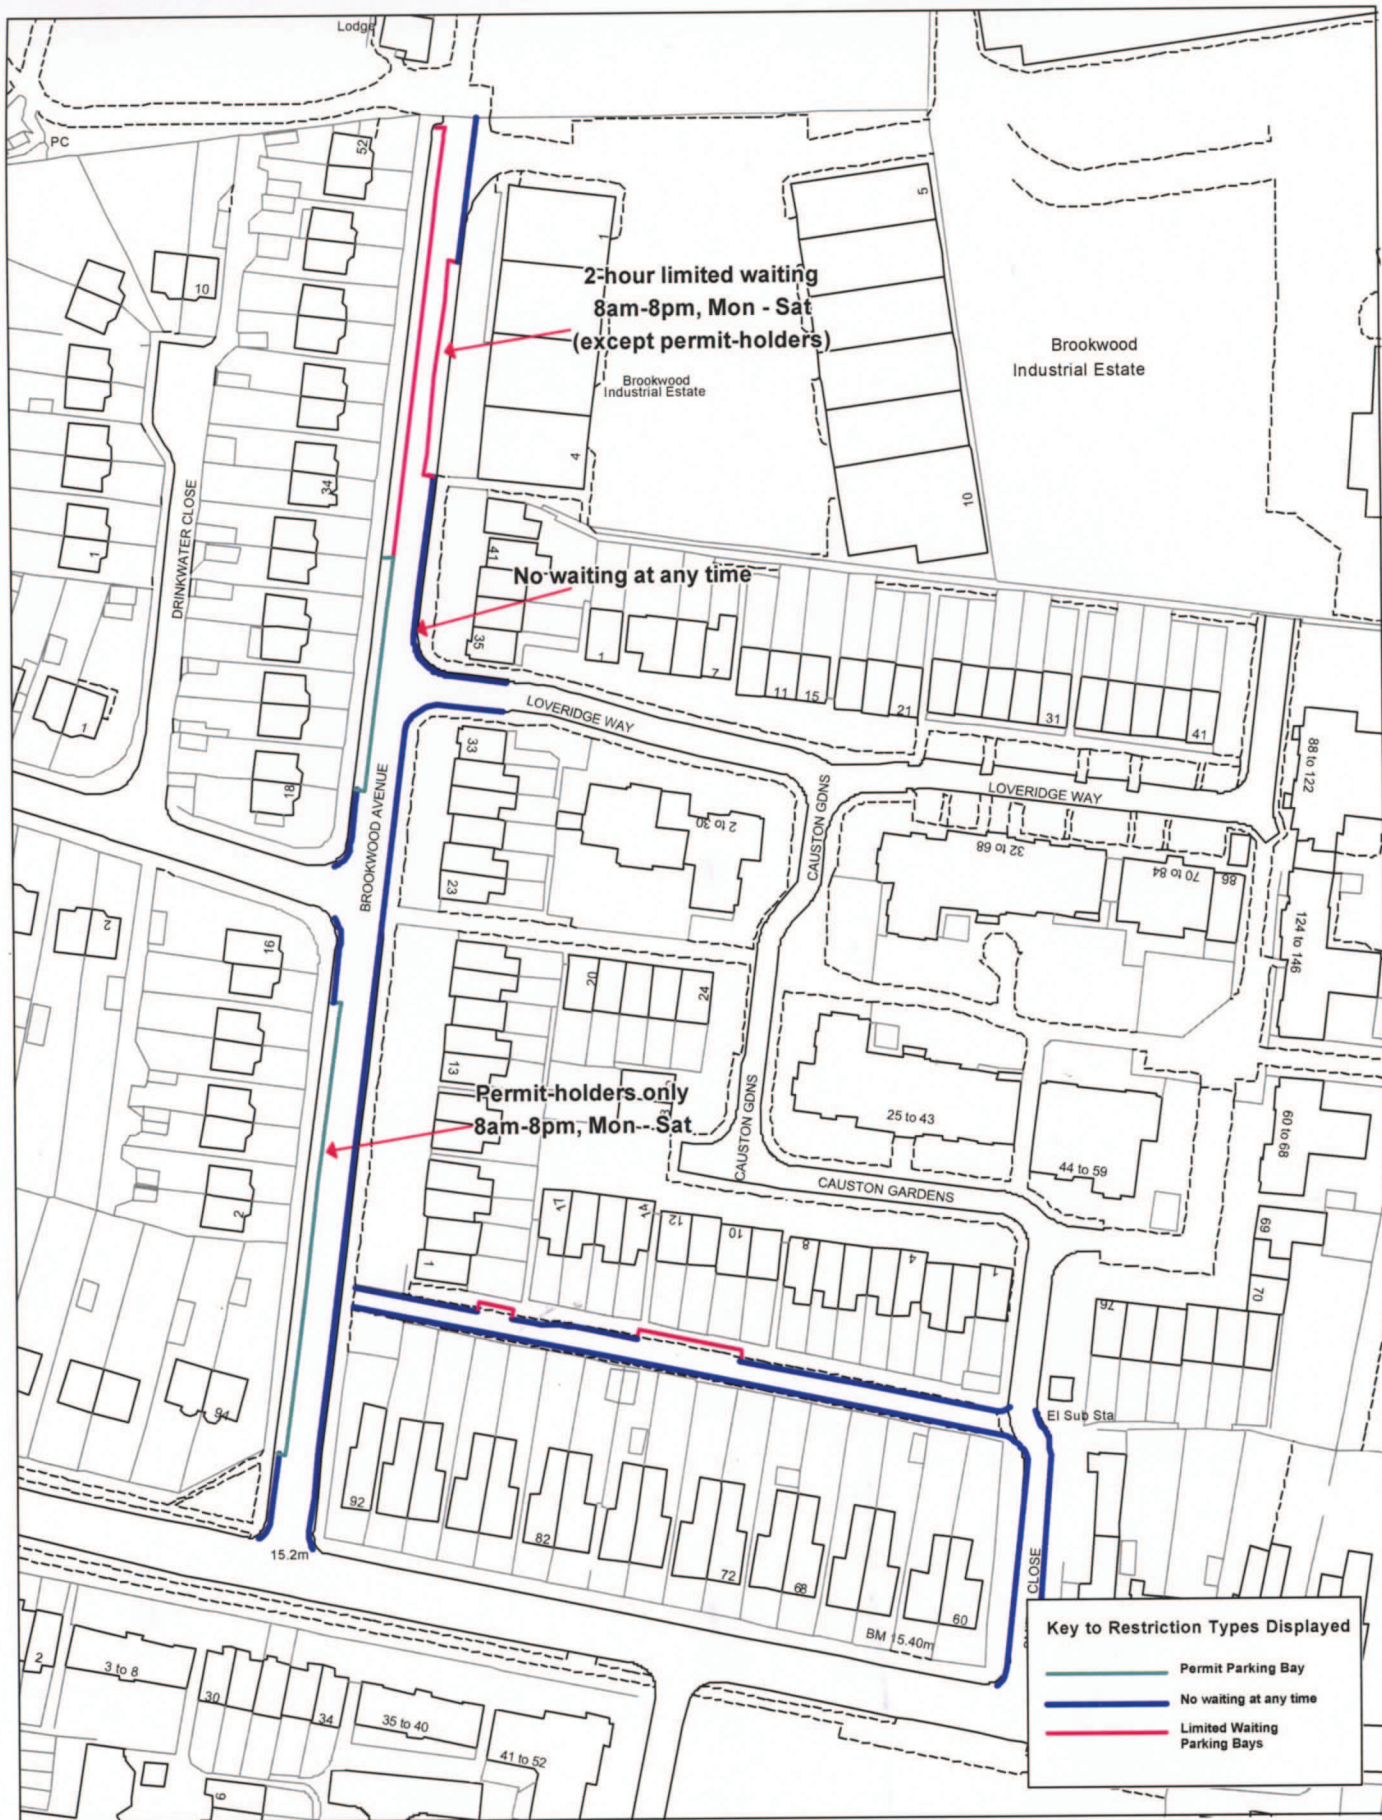 Lodge
PC
52
5
1
10
2-hour limited waiting
8am-8pm, Mon - Sat
(except permit-holders)
Brookwood
Industrial Estate
Brookwood
Industrial Estate
4
34
10
DRINKWATER CLOSE
1
41
No waiting at any time
35
1
7
11
15
21
31
41
1
LOVERIDGE WAY
33
18
BROOKWOOD AVENUE
88 to 122
LOVERIDGE WAY
2 to 30
CAUSTON GDNS
32 to 68
70 to 84
86
23
2
16
20
24
124 to 146
13
Permit-holders only
8am-8pm, Mon - Sat
CAUSTON GDNS
25 to 43
44 to 59
60 to 68
CAUSTON GARDENS
2
17
14
12
10
8
4
1
69
70
76
1
El Sub Sta
94
92
82
72
68
60
15.2m
BM 15.40m
CLOSE
2
3 to 8
30
34
35 to 40
41 to 52
Key to Restriction Types Displayed
Permit Parking Bay
No waiting at any time
Limited Waiting
Parking Bays